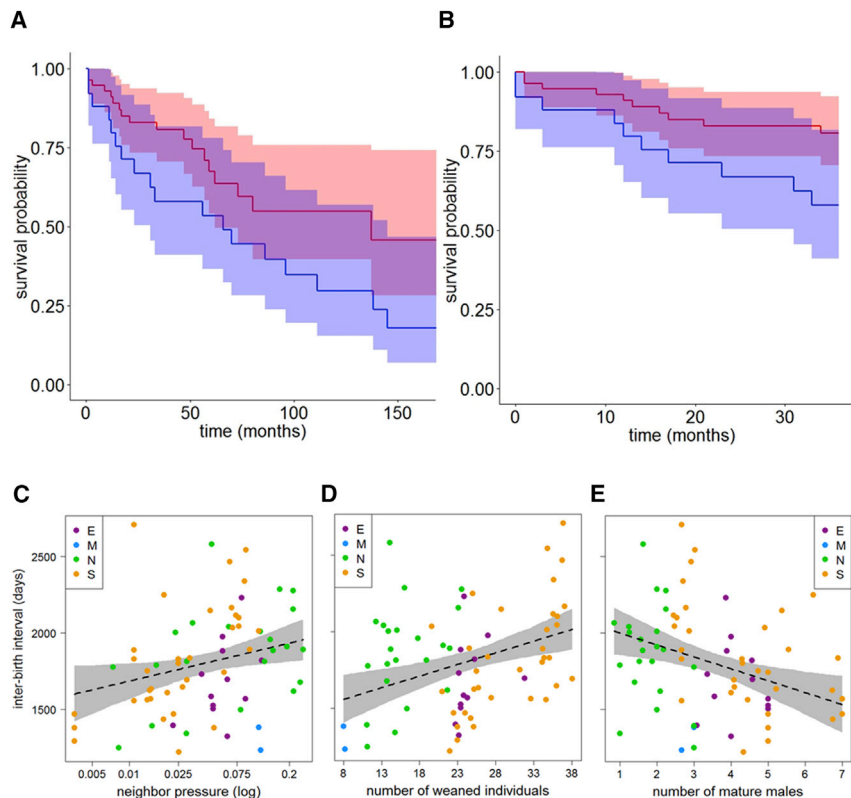 A
B
1.00
0.75
0.50
0.25
0.00
survival probability
0 50 100 150
time (months)
1.00
0.75
0.50
0.25
0.00
survival probability
0 10 20 30
time (months)
C
D
E
E
M
N
S
E
M
N
S
E
M
N
S
2500
2000
1500
inter-birth interval (days)
0.005 0.01 0.025 0.075 0.2
neighbor pressure (log)
8 13 18 23 28 33 38
number of weaned individuals
1 2 3 4 5 6 7
number of mature males